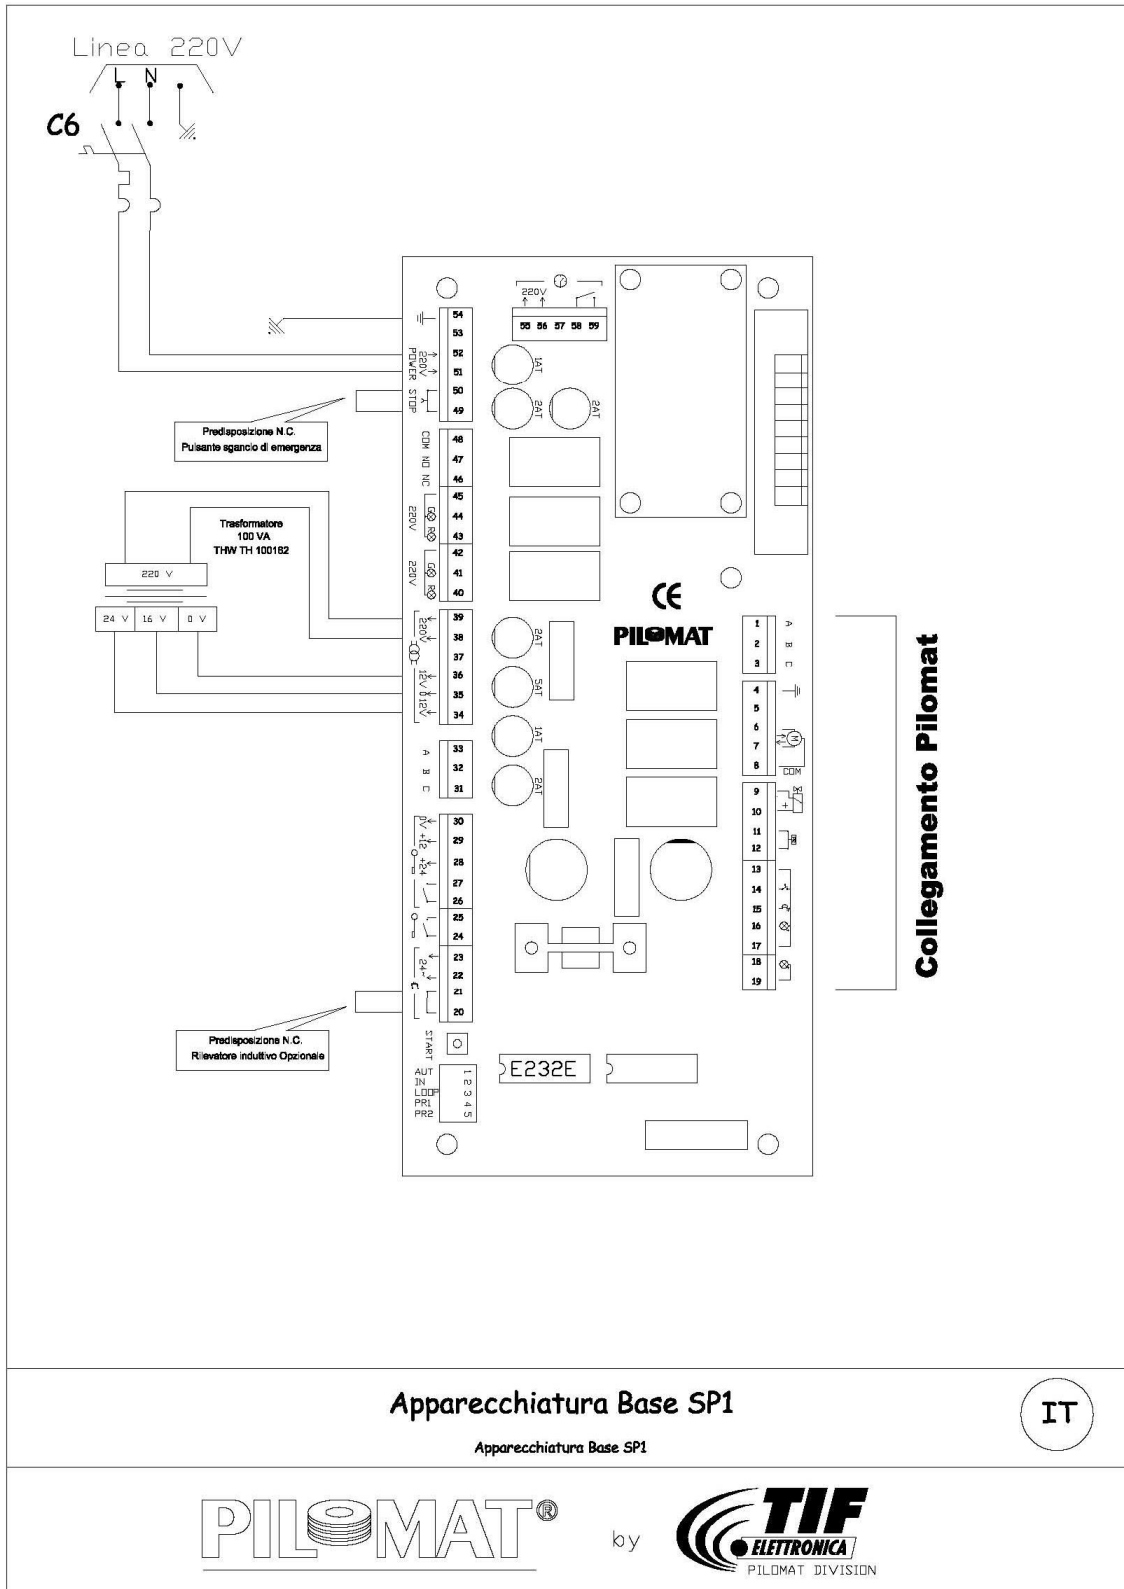 Linea 220V
L N
C6
220V
55 56 57 58 59
54
53
52
51
50
49
220V
POWER
STOP
1AT
2AT
2AT
Predisposizione N.C.
Pulsante sgancio di emergenza
COM NO NC
48
47
46
45
44
43
42
41
40
220V
G
R
220V
G
R
Trasformatore
100 VA
THW TH 100162
220 V
24 V 16 V 0 V
39
38
37
36
35
34
220V
12V 0 12V
2AT
5AT
1AT
2AT
CE
PILOMAT
33
32
31
A
B
C
30
29
28
27
26
25
24
23
22
21
20
0V +12 +24
24~
1
2
3
A
B
C
4
5
6
7
8
M
COM
9
10
+
11
12
13
14
15
16
17
18
19
Collegamento Pilomat
Predisposizione N.C.
Rilevatore induttivo Opzionale
START
AUT 1
IN 2
LOOP 3
PR1 4
PR2 5
E232E
Apparecchiatura Base SP1
IT
Apparecchiatura Base SP1
PILOMAT®
by
TIF
ELETTRONICA
PILOMAT DIVISION